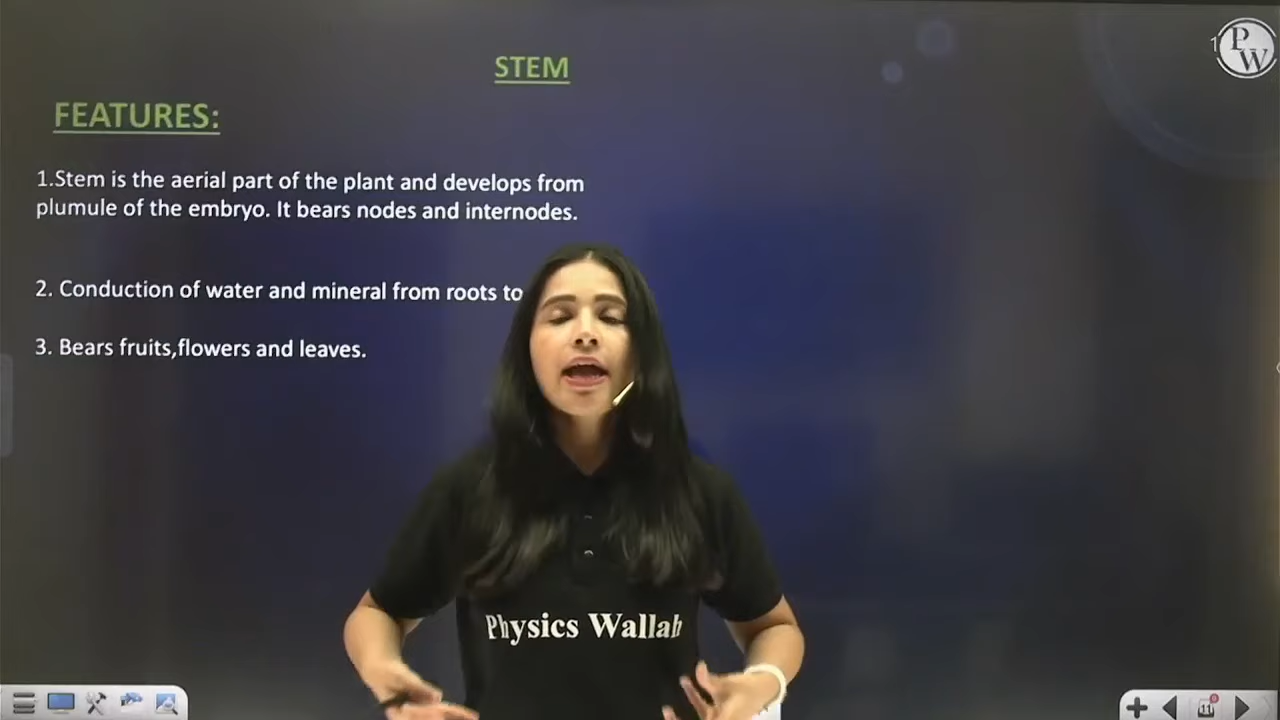 STEM
FEATURES:
1.Stem is the aerial part of the plant and develops from
plumule of the embryo. It bears nodes and internodes.
2. Conduction of water and mineral from roots to
3. Bears fruits,flowers and leaves.
Physics Wallah
PW
11